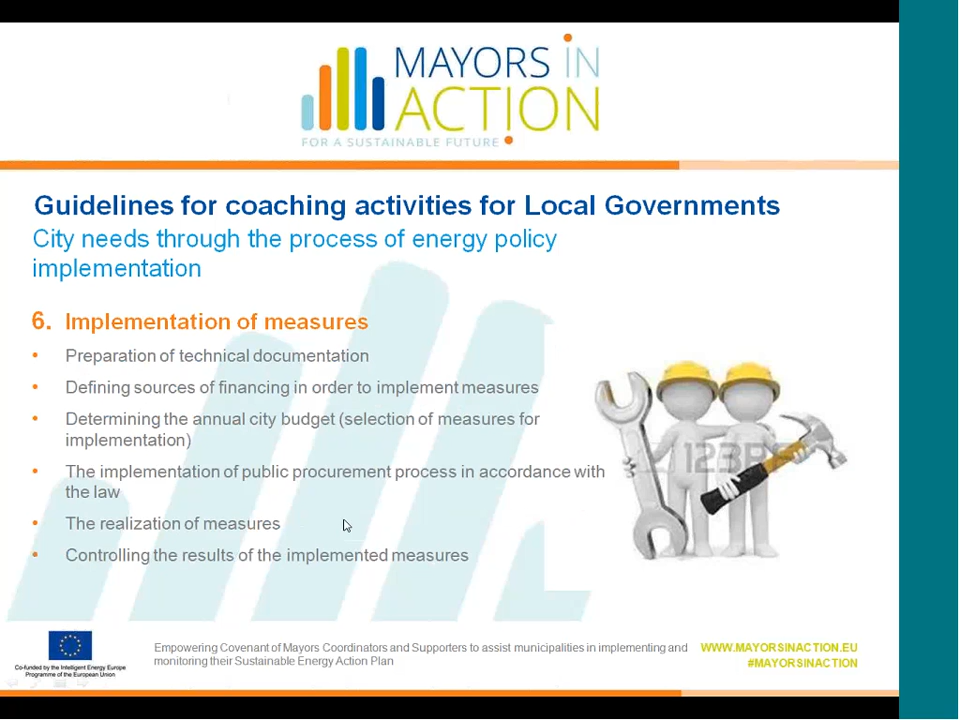 MAYORS IN
ACTION
FOR A SUSTAINABLE FUTURE
Guidelines for coaching activities for Local Governments
City needs through the process of energy policy
implementation
6. Implementation of measures
• Preparation of technical documentation
• Defining sources of financing in order to implement measures
• Determining the annual city budget (selection of measures for
implementation)
• The implementation of public procurement process in accordance with
the law
• The realization of measures
• Controlling the results of the implemented measures
123RF
Co-funded by the Intelligent Energy Europe
Programme of the European Union
Empowering Covenant of Mayors Coordinators and Supporters to assist municipalities in implementing and
monitoring their Sustainable Energy Action Plan
WWW.MAYORSINACTION.EU
#MAYORSINACTION